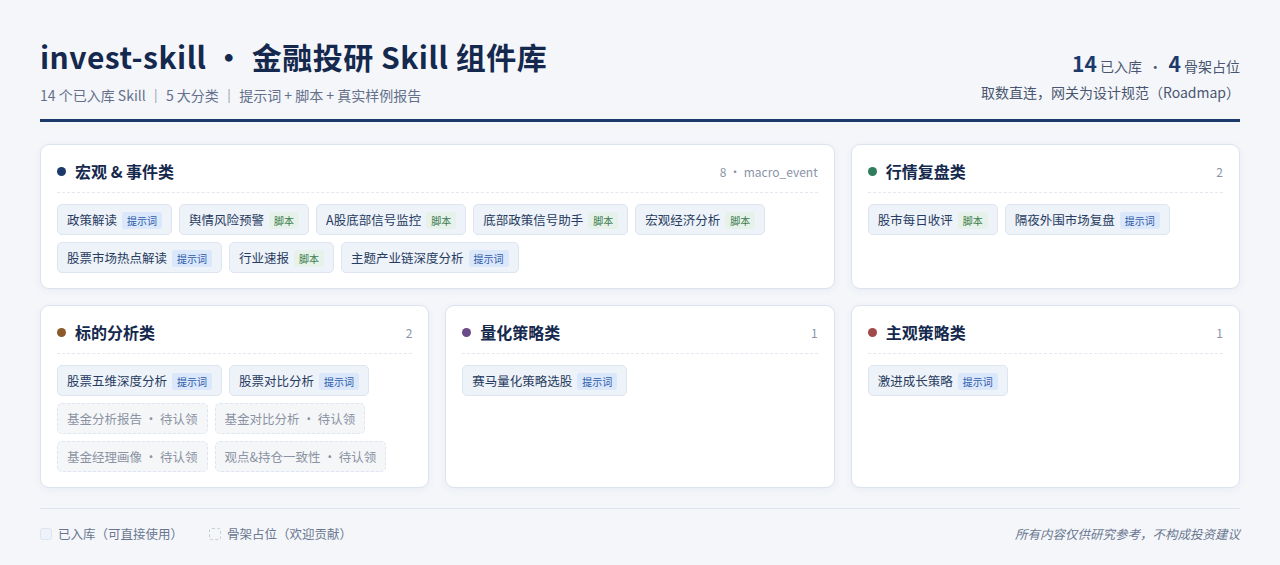 invest-skill · 金融投研 Skill 组件库
14 个已入库 Skill ｜ 5 大分类 ｜ 提示词 + 脚本 + 真实样例报告
14 已入库 · 4 骨架占位
取数直连，网关为设计规范（Roadmap）
宏观 & 事件类
8 · macro_event
政策解读 提示词 舆情风险预警 脚本 A股底部信号监控 脚本 底部政策信号助手 脚本 宏观经济分析 脚本
股票市场热点解读 提示词 行业速报 脚本 主题产业链深度分析 提示词
行情复盘类
2
股市每日收评 脚本 隔夜外围市场复盘 提示词
标的分析类
2
股票五维深度分析 提示词 股票对比分析 提示词
基金分析报告 · 待认领 基金对比分析 · 待认领
基金经理画像 · 待认领 观点&持仓一致性 · 待认领
量化策略类
1
赛马量化策略选股 提示词
主观策略类
1
激进成长策略 提示词
已入库（可直接使用） 骨架占位（欢迎贡献）
所有内容仅供研究参考，不构成投资建议